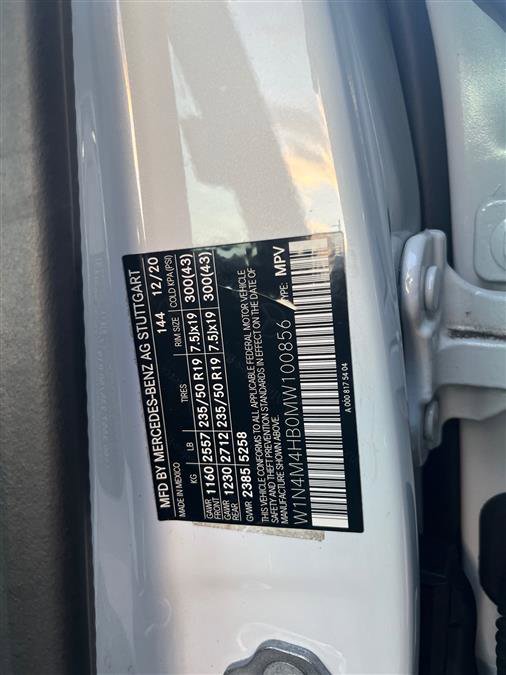 MFD BY MERCEDES-BENZ AG STUTTGART
MADE IN MEXICO 144 12/20
KG LB TIRES RIM SIZE COLD KPA(PSI)
GAWR FRONT 1160 2557 235/50 R19 7.5Jx19 300(43)
GAWR REAR 1230 2712 235/50 R19 7.5Jx19 300(43)
GVWR 2385 5258
THIS VEHICLE CONFORMS TO ALL APPLICABLE FEDERAL MOTOR VEHICLE
SAFETY AND THEFT PREVENTION STANDARDS IN EFFECT ON THE DATE OF
MANUFACTURE SHOWN ABOVE. TYPE: MPV
W1N4M4HB0MW100856
A 000 817 54 04